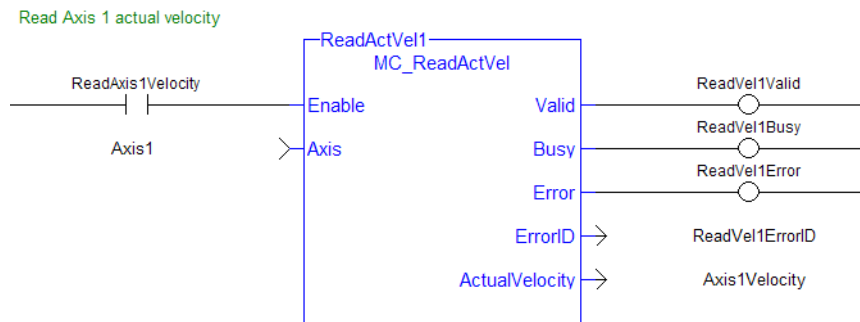 Read Axis 1 actual velocity
ReadActVel1
MC_ReadActVel
ReadAxis1Velocity
Enable
Valid
ReadVel1Valid
Axis1
Axis
Busy
ReadVel1Busy
Error
ReadVel1Error
ErrorID
ReadVel1ErrorID
ActualVelocity
Axis1Velocity